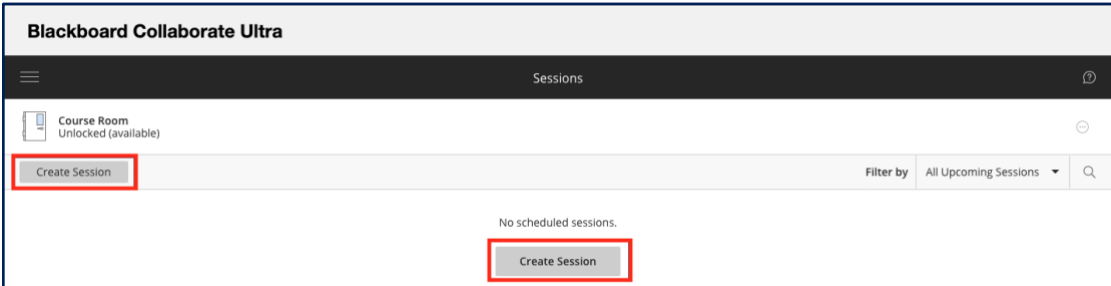 Blackboard Collaborate Ultra
Sessions
Course Room
Unlocked (available)
Create Session
Filter by All Upcoming Sessions
No scheduled sessions.
Create Session